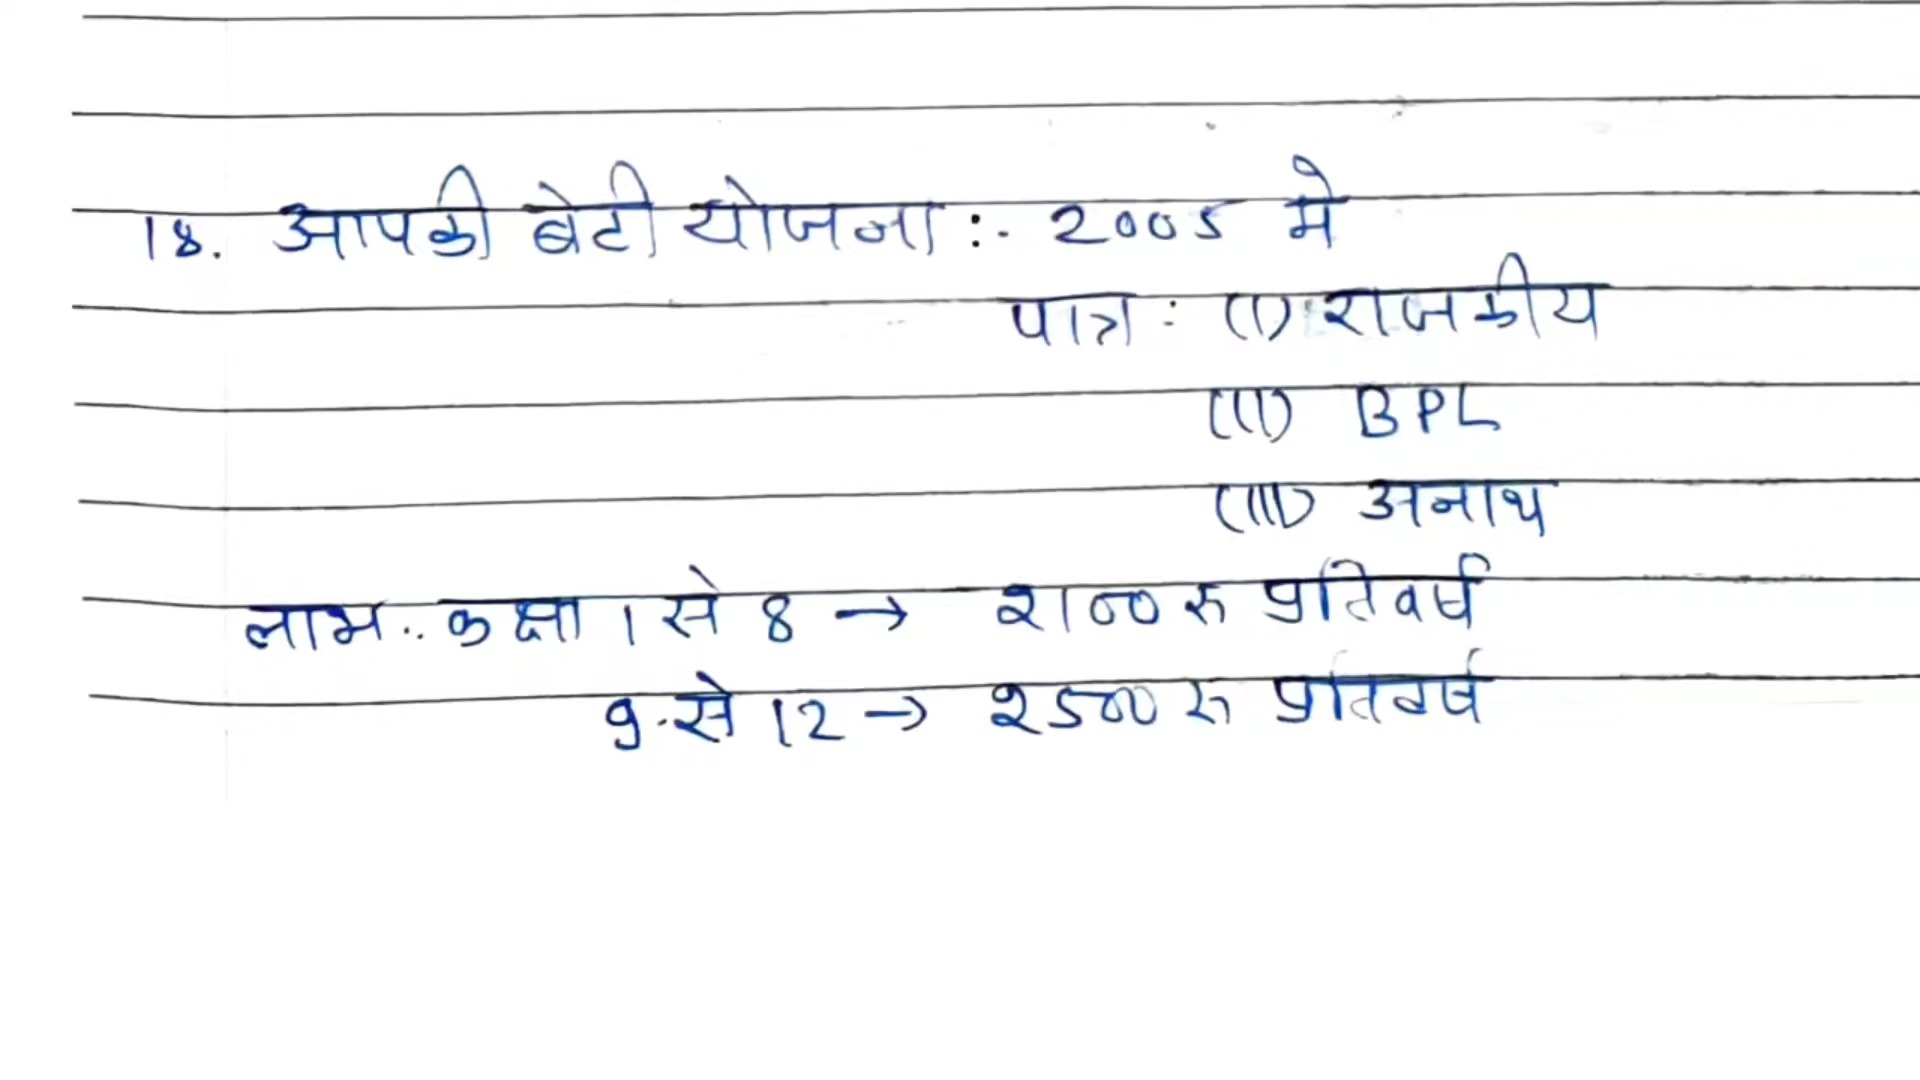 18. आपकी बेटी योजना :- 2005 मे
पात्र : (I) राजकीय
(II) BPL
(III) अनाथ
लाभ :. कक्षा 1 से 8 → 2100 रु प्रतिवर्ष
9 से 12 → 2500 रु प्रतिवर्ष